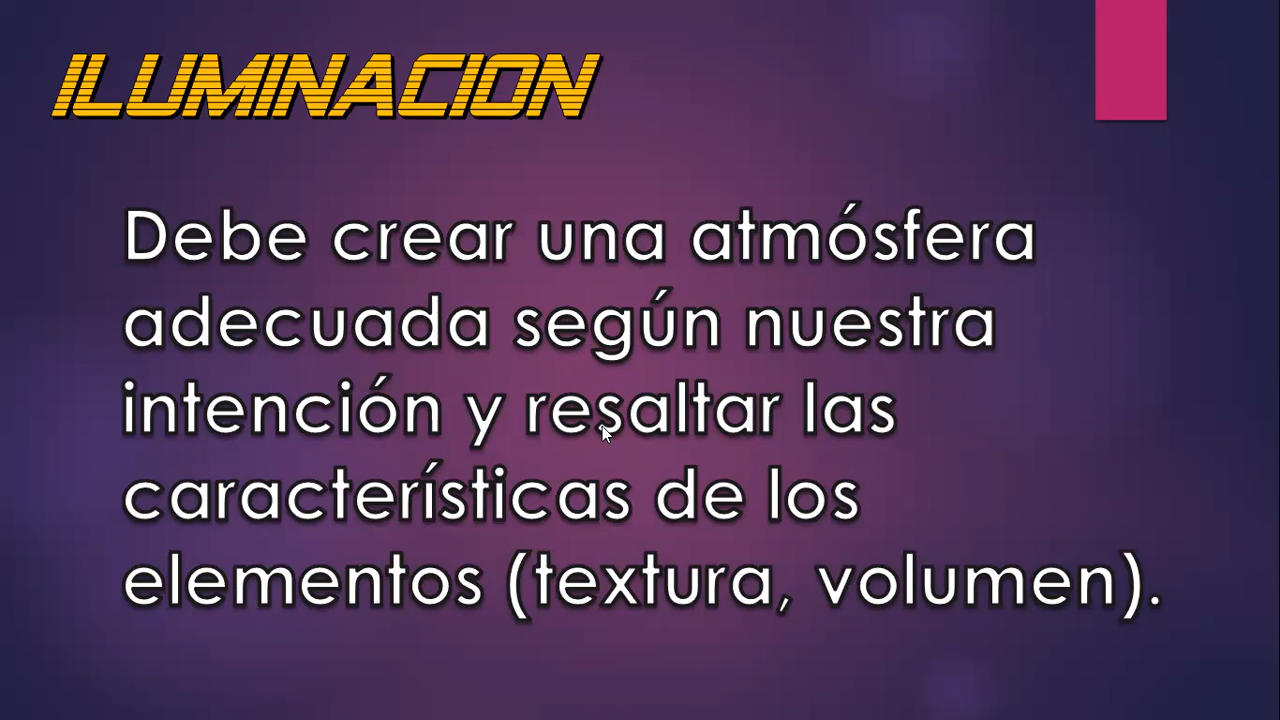 ILUMINACION
Debe crear una atmósfera
adecuada según nuestra
intención y resaltar las
características de los
elementos (textura, volumen).